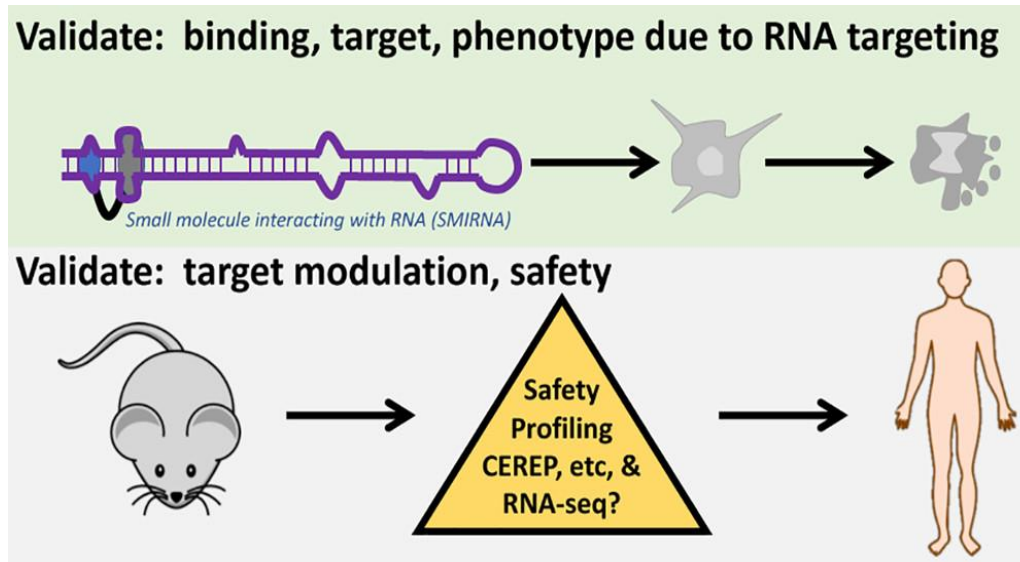 Validate: binding, target, phenotype due to RNA targeting
Small molecule interacting with RNA (SMIRNA)
Validate: target modulation, safety
Safety
Profiling
CEREP, etc, &
RNA-seq?